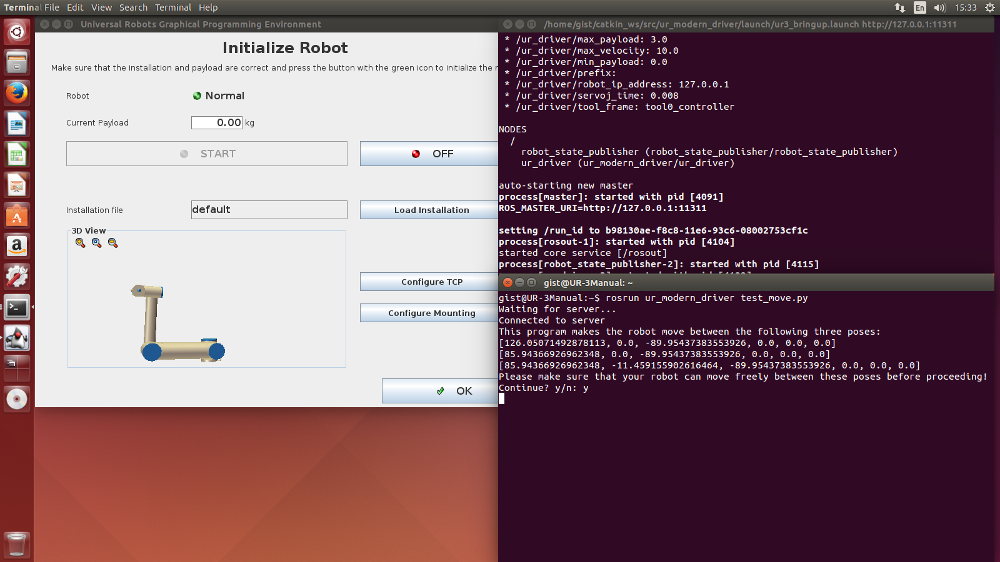 Terminal File Edit View Search Terminal Help
En 15:33
Universal Robots Graphical Programming Environment
Initialize Robot
Make sure that the installation and payload are correct and press the button with the green icon to initialize the
Robot
Normal
Current Payload
0.00 kg
START
OFF
Installation file
default
Load Installation
3D View
Configure TCP
Configure Mounting
OK
/home/gist/catkin_ws/src/ur_modern_driver/launch/ur3_bringup.launch http://127.0.0.1:11311
* /ur_driver/max_payload: 3.0
* /ur_driver/max_velocity: 10.0
* /ur_driver/min_payload: 0.0
* /ur_driver/prefix:
* /ur_driver/robot_ip_address: 127.0.0.1
* /ur_driver/servoj_time: 0.008
* /ur_driver/tool_frame: tool0_controller
NODES
/
robot_state_publisher (robot_state_publisher/robot_state_publisher)
ur_driver (ur_modern_driver/ur_driver)
auto-starting new master
process[master]: started with pid [4091]
ROS_MASTER_URI=http://127.0.0.1:11311
setting /run_id to b98130ae-f8c8-11e6-93c6-08002753cf1c
process[rosout-1]: started with pid [4104]
started core service [/rosout]
process[robot_state_publisher-2]: started with pid [4115]
gist@UR-3Manual: ~
gist@UR-3Manual:~$ rosrun ur_modern_driver test_move.py
Waiting for server...
Connected to server
This program makes the robot move between the following three poses:
[126.05071492878113, 0.0, -89.95437383553926, 0.0, 0.0, 0.0]
[85.94366926962348, 0.0, -89.95437383553926, 0.0, 0.0, 0.0]
[85.94366926962348, -11.459155902616464, -89.95437383553926, 0.0, 0.0, 0.0]
Please make sure that your robot can move freely between these poses before proceeding!
Continue? y/n: y